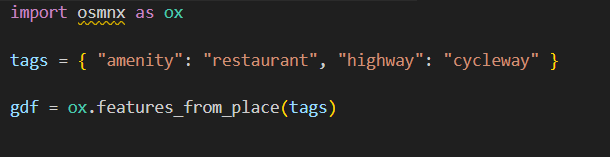 import osmnx as ox
tags = { "amenity": "restaurant", "highway": "cycleway" }
gdf = ox.features_from_place(tags)